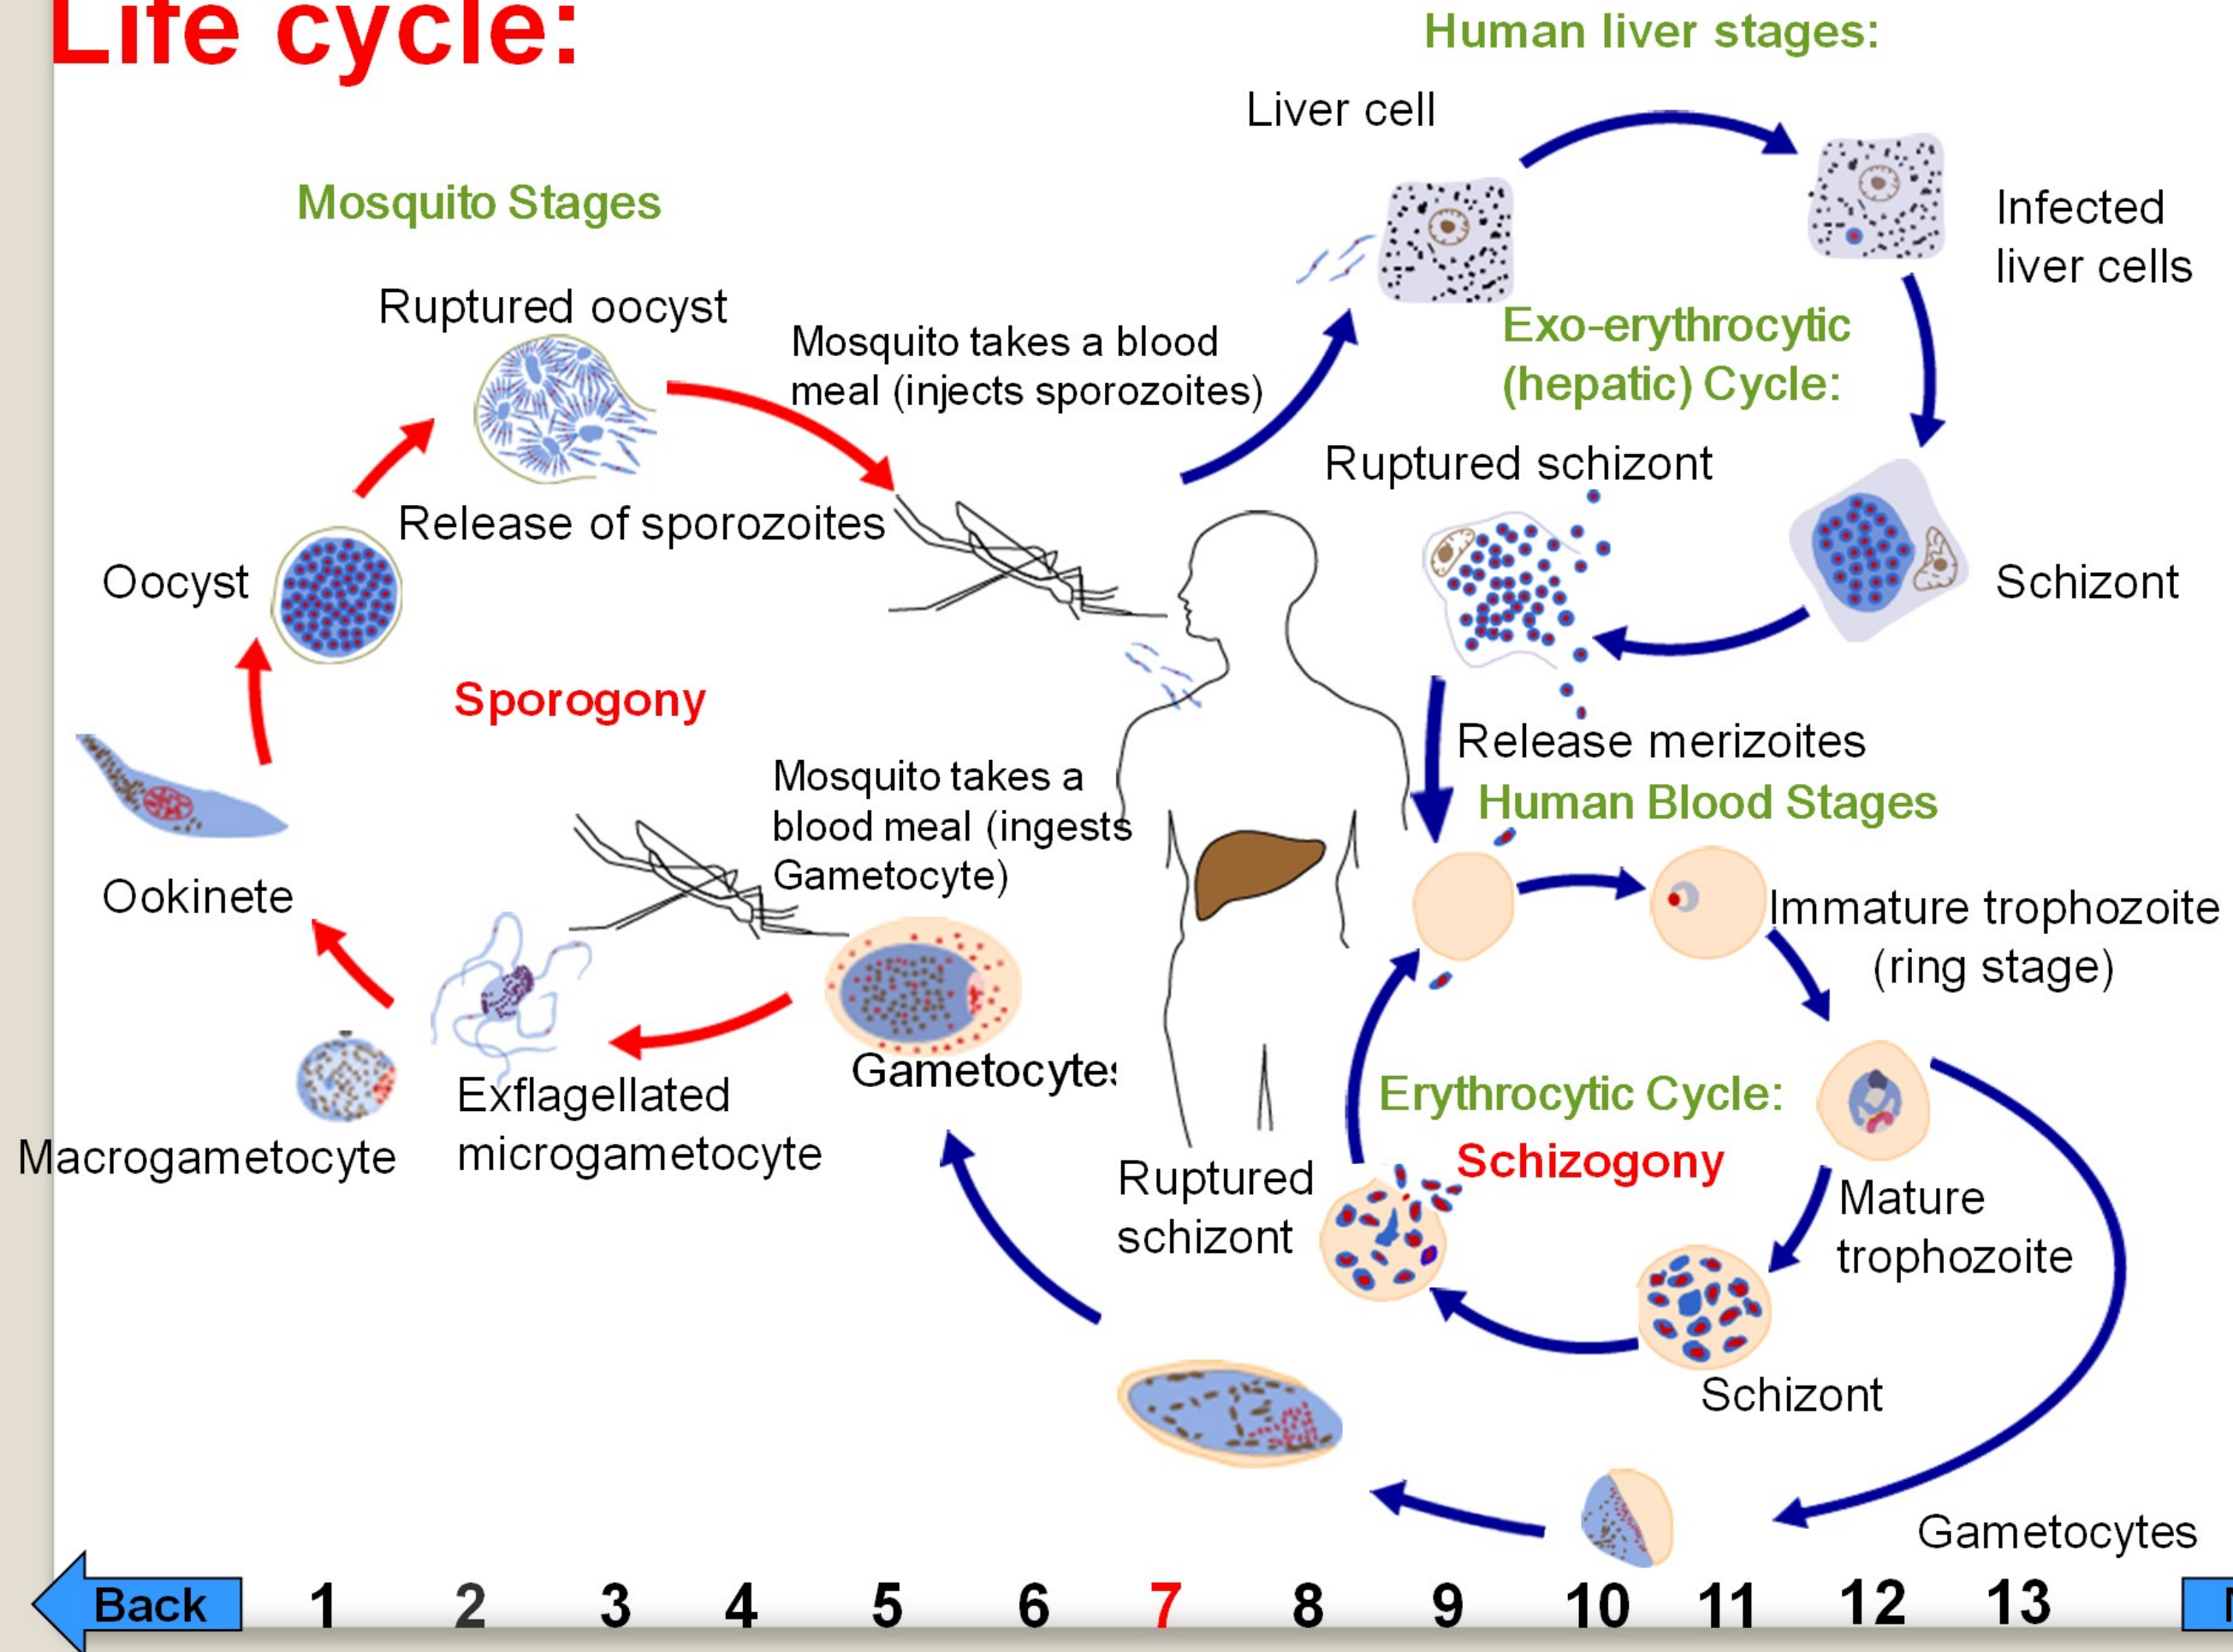 Life cycle:
Human liver stages:
Liver cell
Mosquito Stages
Infected
liver cells
Ruptured oocyst
Mosquito takes a blood
meal (injects sporozoites)
Exo-erythrocytic
(hepatic) Cycle:
Ruptured schizont
Release of sporozoites
Oocyst
Schizont
Sporogony
Release merizoites
Mosquito takes a
blood meal (ingests
Gametocyte)
Human Blood Stages
Ookinete
Immature trophozoite
(ring stage)
Gametocytes
Exflagellated
microgametocyte
Macrogametocyte
Erythrocytic Cycle:
Schizogony
Ruptured
schizont
Mature
trophozoite
Schizont
Gametocytes
Back 1 2 3 4 5 6 7 8 9 10 11 12 13